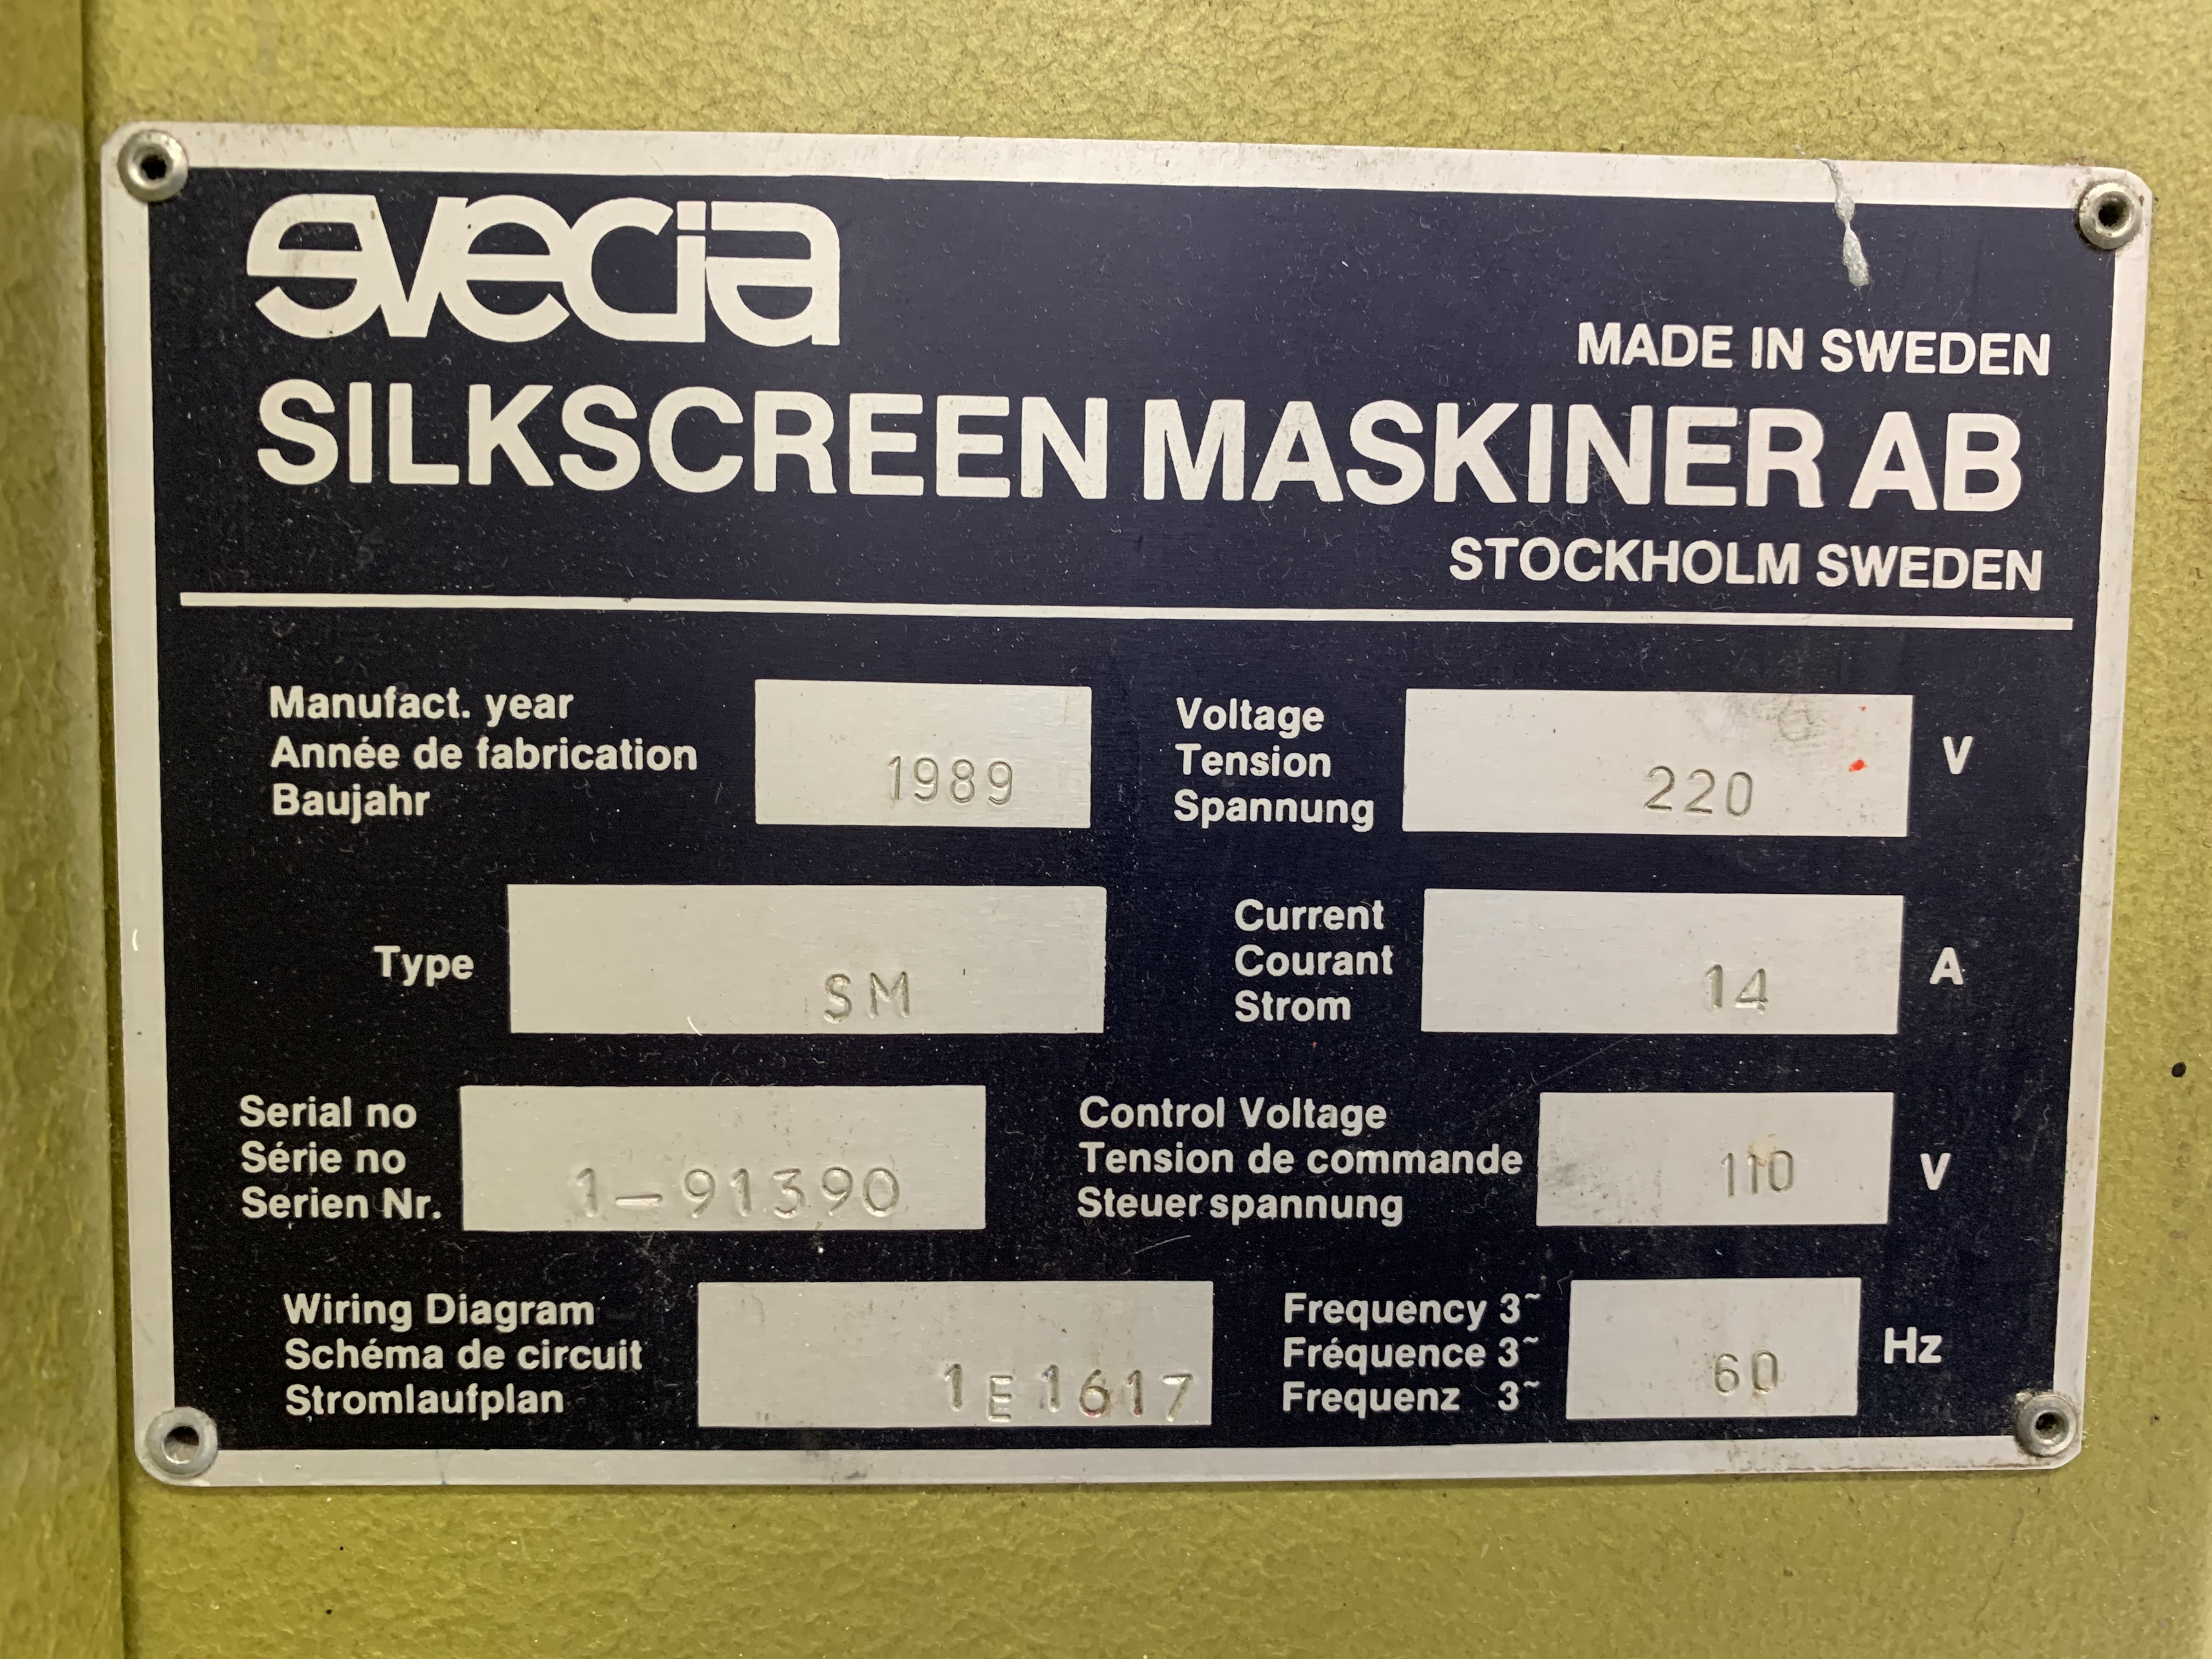 svecia
MADE IN SWEDEN
SILKSCREEN MASKINER AB
STOCKHOLM SWEDEN
Manufact. year
Année de fabrication
Baujahr
1989
Voltage
Tension
Spannung
220
V
Type
SM
Current
Courant
Strom
14
A
Serial no
Série no
Serien Nr.
1-91390
Control Voltage
Tension de commande
Steuerspannung
110
V
Wiring Diagram
Schéma de circuit
Stromlaufplan
1E1617
Frequency 3~
Fréquence 3~
Frequenz 3~
60
Hz